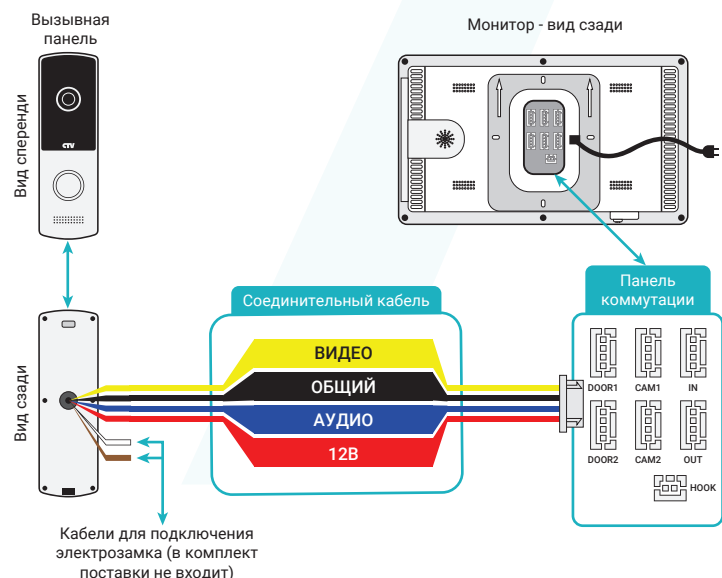 Вызывная
панель
Монитор - вид сзади
Вид сперенди
CTV
Вид сзади
Соединительный кабель
ВИДЕО
ОБЩИЙ
АУДИО
12В
Панель
коммутации
DOOR1 CAM1 IN
DOOR2 CAM2 OUT
HOOK
Кабели для подключения
электрозамка (в комплект
поставки не входит)